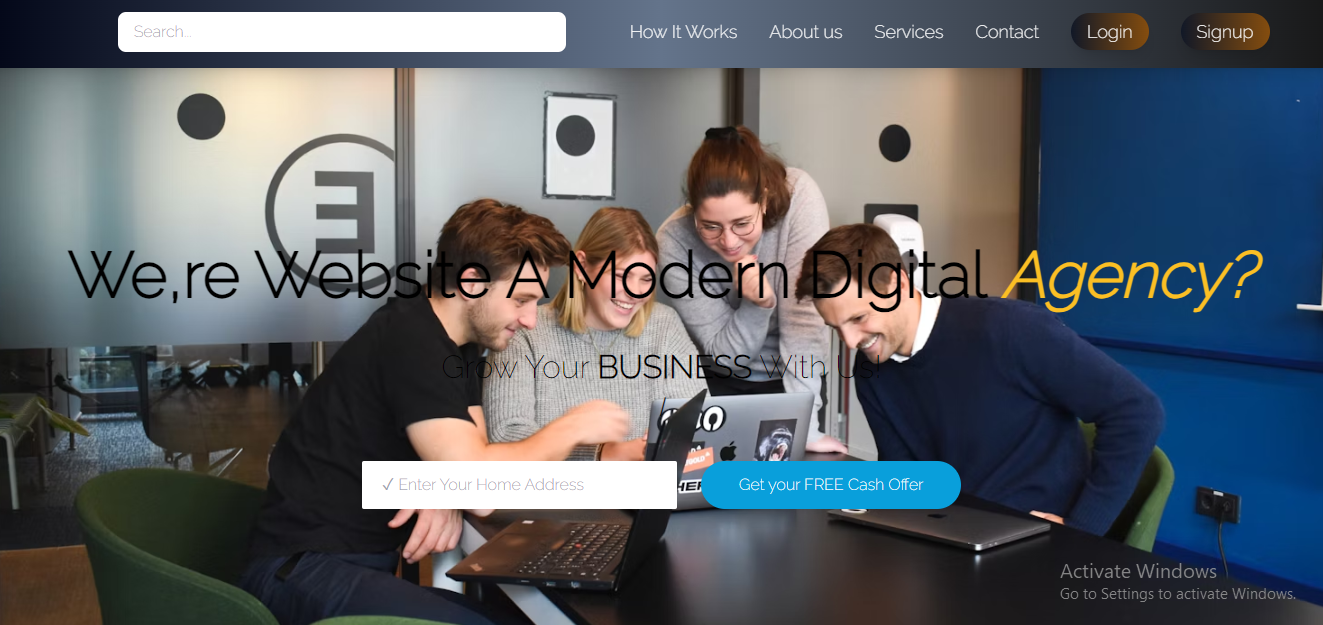 Search...
How It Works About us Services Contact Login Signup
We,re Website A Modern Digital Agency?
Grow Your BUSINESS With Us!
✓ Enter Your Home Address
Get your FREE Cash Offer
Activate Windows
Go to Settings to activate Windows.